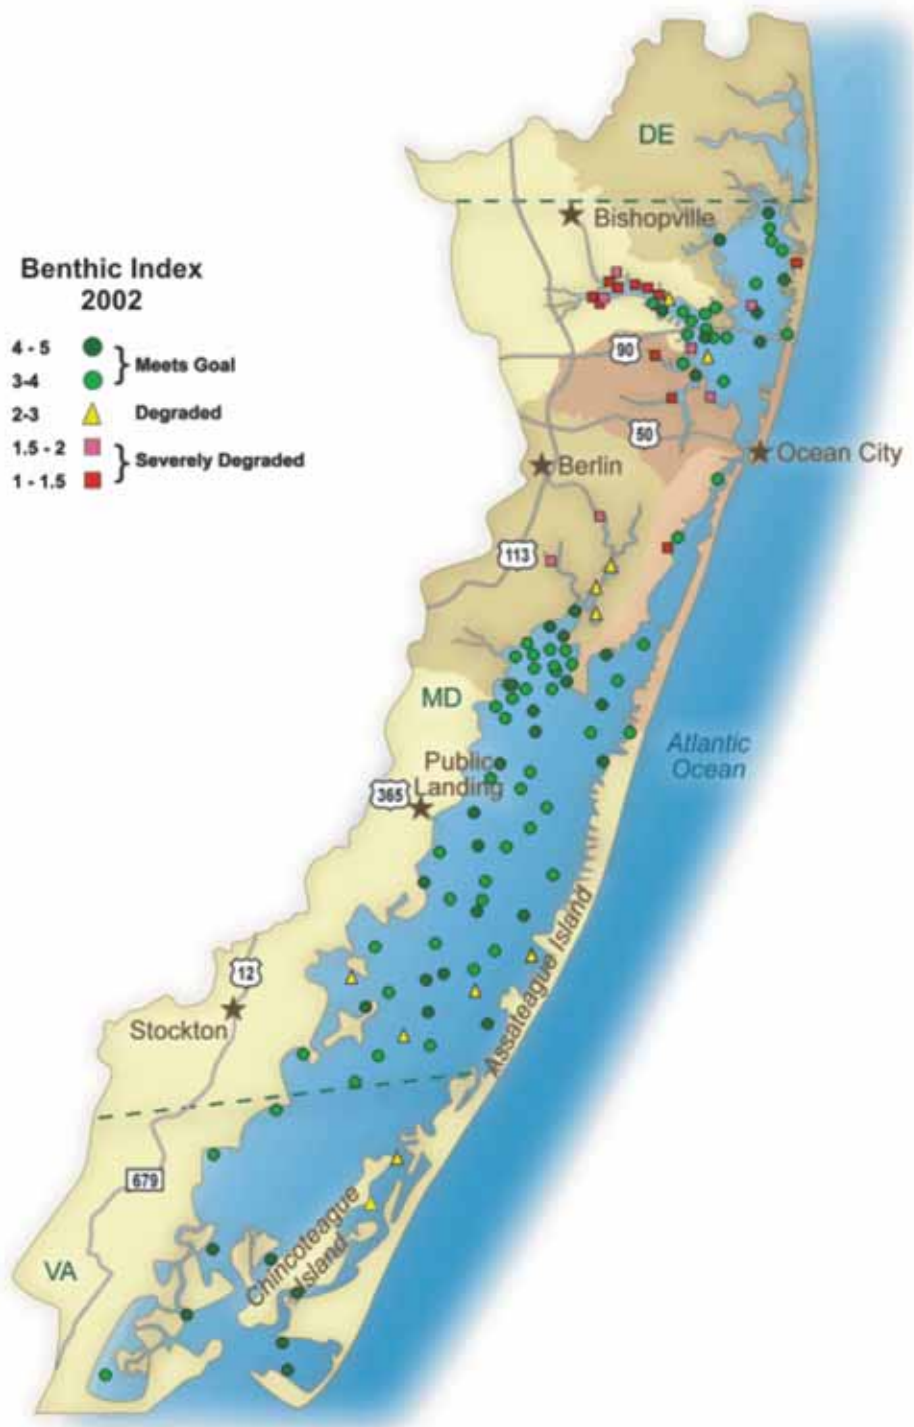 DE
Bishopville
Benthic Index
2002
4 - 5
Meets Goal
3-4
2-3
Degraded
1.5 - 2
Severely Degraded
1 - 1.5
90
50
Ocean City
Berlin
113
MD
Atlantic
Ocean
Public
Landing
365
Assateague Island
12
Stockton
679
Chincoteague
Island
VA